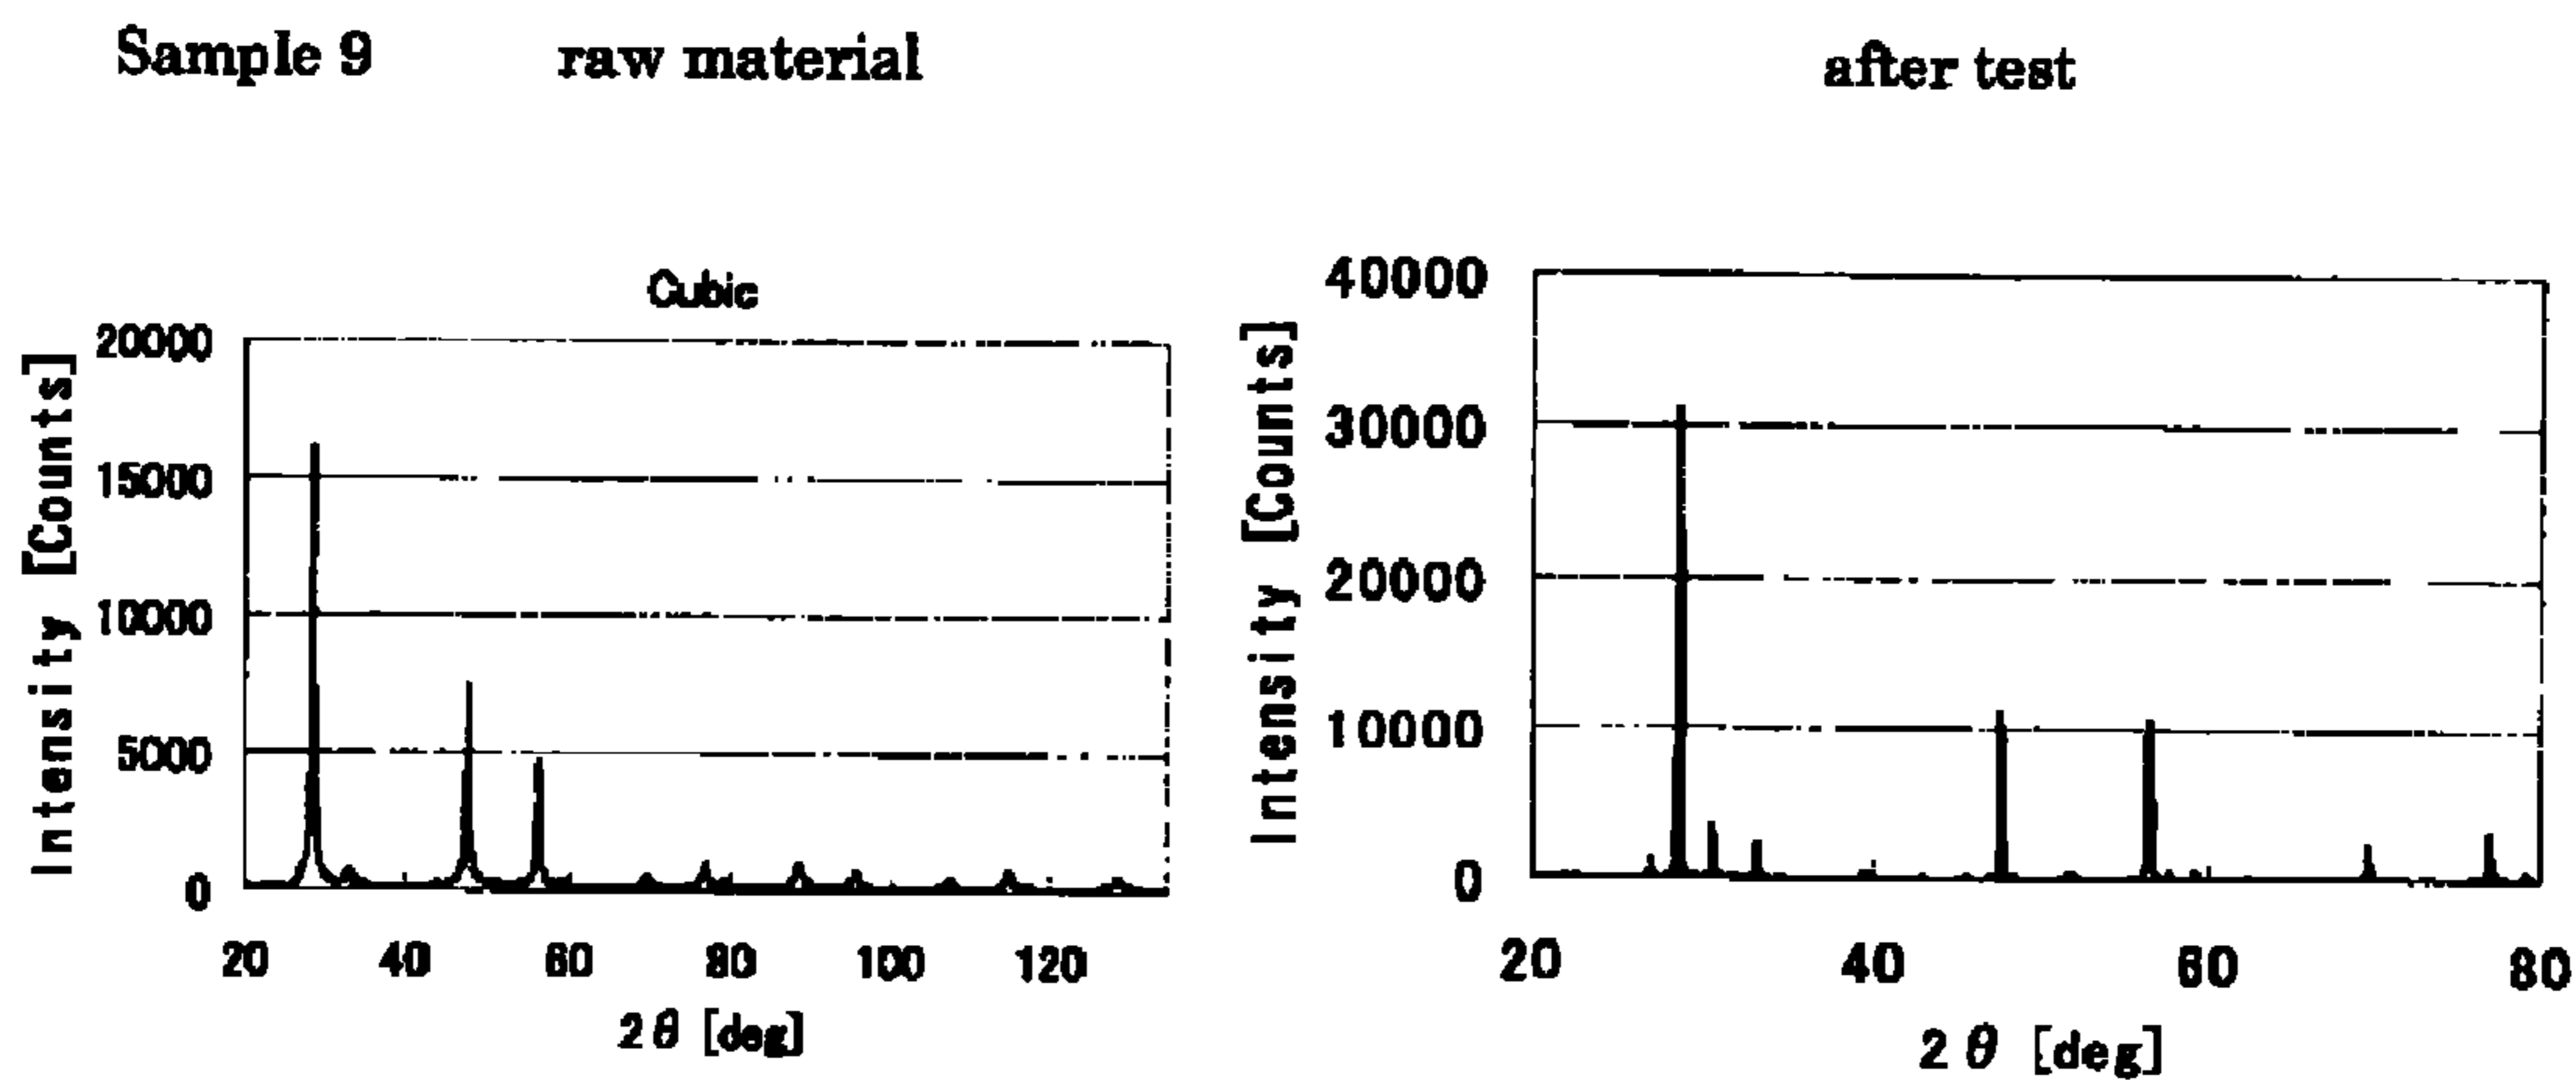 Sample 9 raw material after test
Cubic
20000
15000
10000
5000
0
Intensity [Counts]
20 40 60 80 100 120
2θ [deg]
40000
30000
20000
10000
0
Intensity [Counts]
20 40 60 80
2θ [deg]